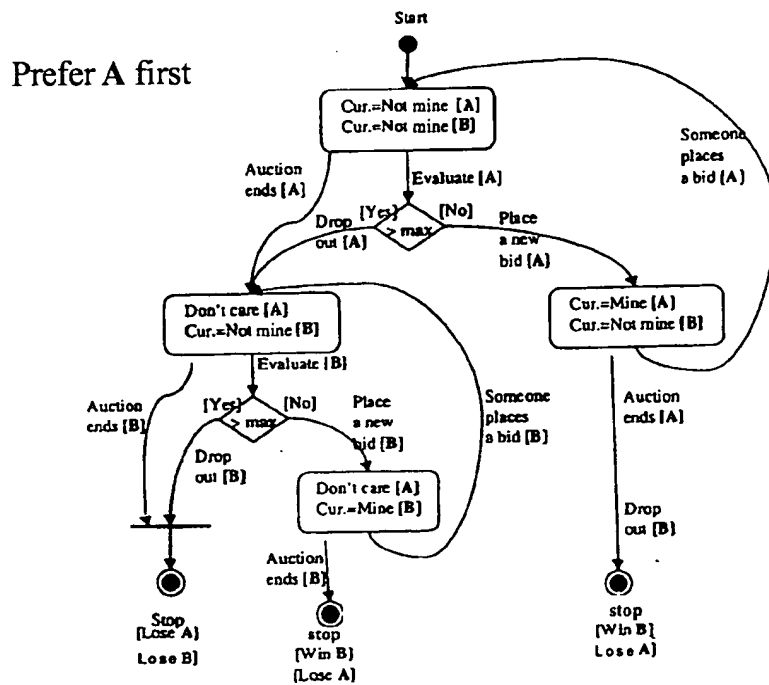 Start
Prefer A first
Cur.=Not mine [A]
Cur.=Not mine [B]
Someone
places
a bid [A]
Auction
ends [A]
Evaluate [A]
[Yes]
[No]
> max
Drop
out [A]
Place
a new
bid [A]
Don't care [A]
Cur.=Not mine [B]
Cur.=Mine [A]
Cur.=Not mine [B]
Evaluate [B]
Auction
ends [B]
[Yes]
[No]
> max
Place
a new
bid [B]
Someone
places
a bid [B]
Auction
ends [A]
Drop
out [B]
Don't care [A]
Cur.=Mine [B]
Drop
out [B]
Auction
ends [B]
Stop
[Lose A]
Lose B]
stop
[Win B]
[Lose A]
stop
[Win B]
Lose A]